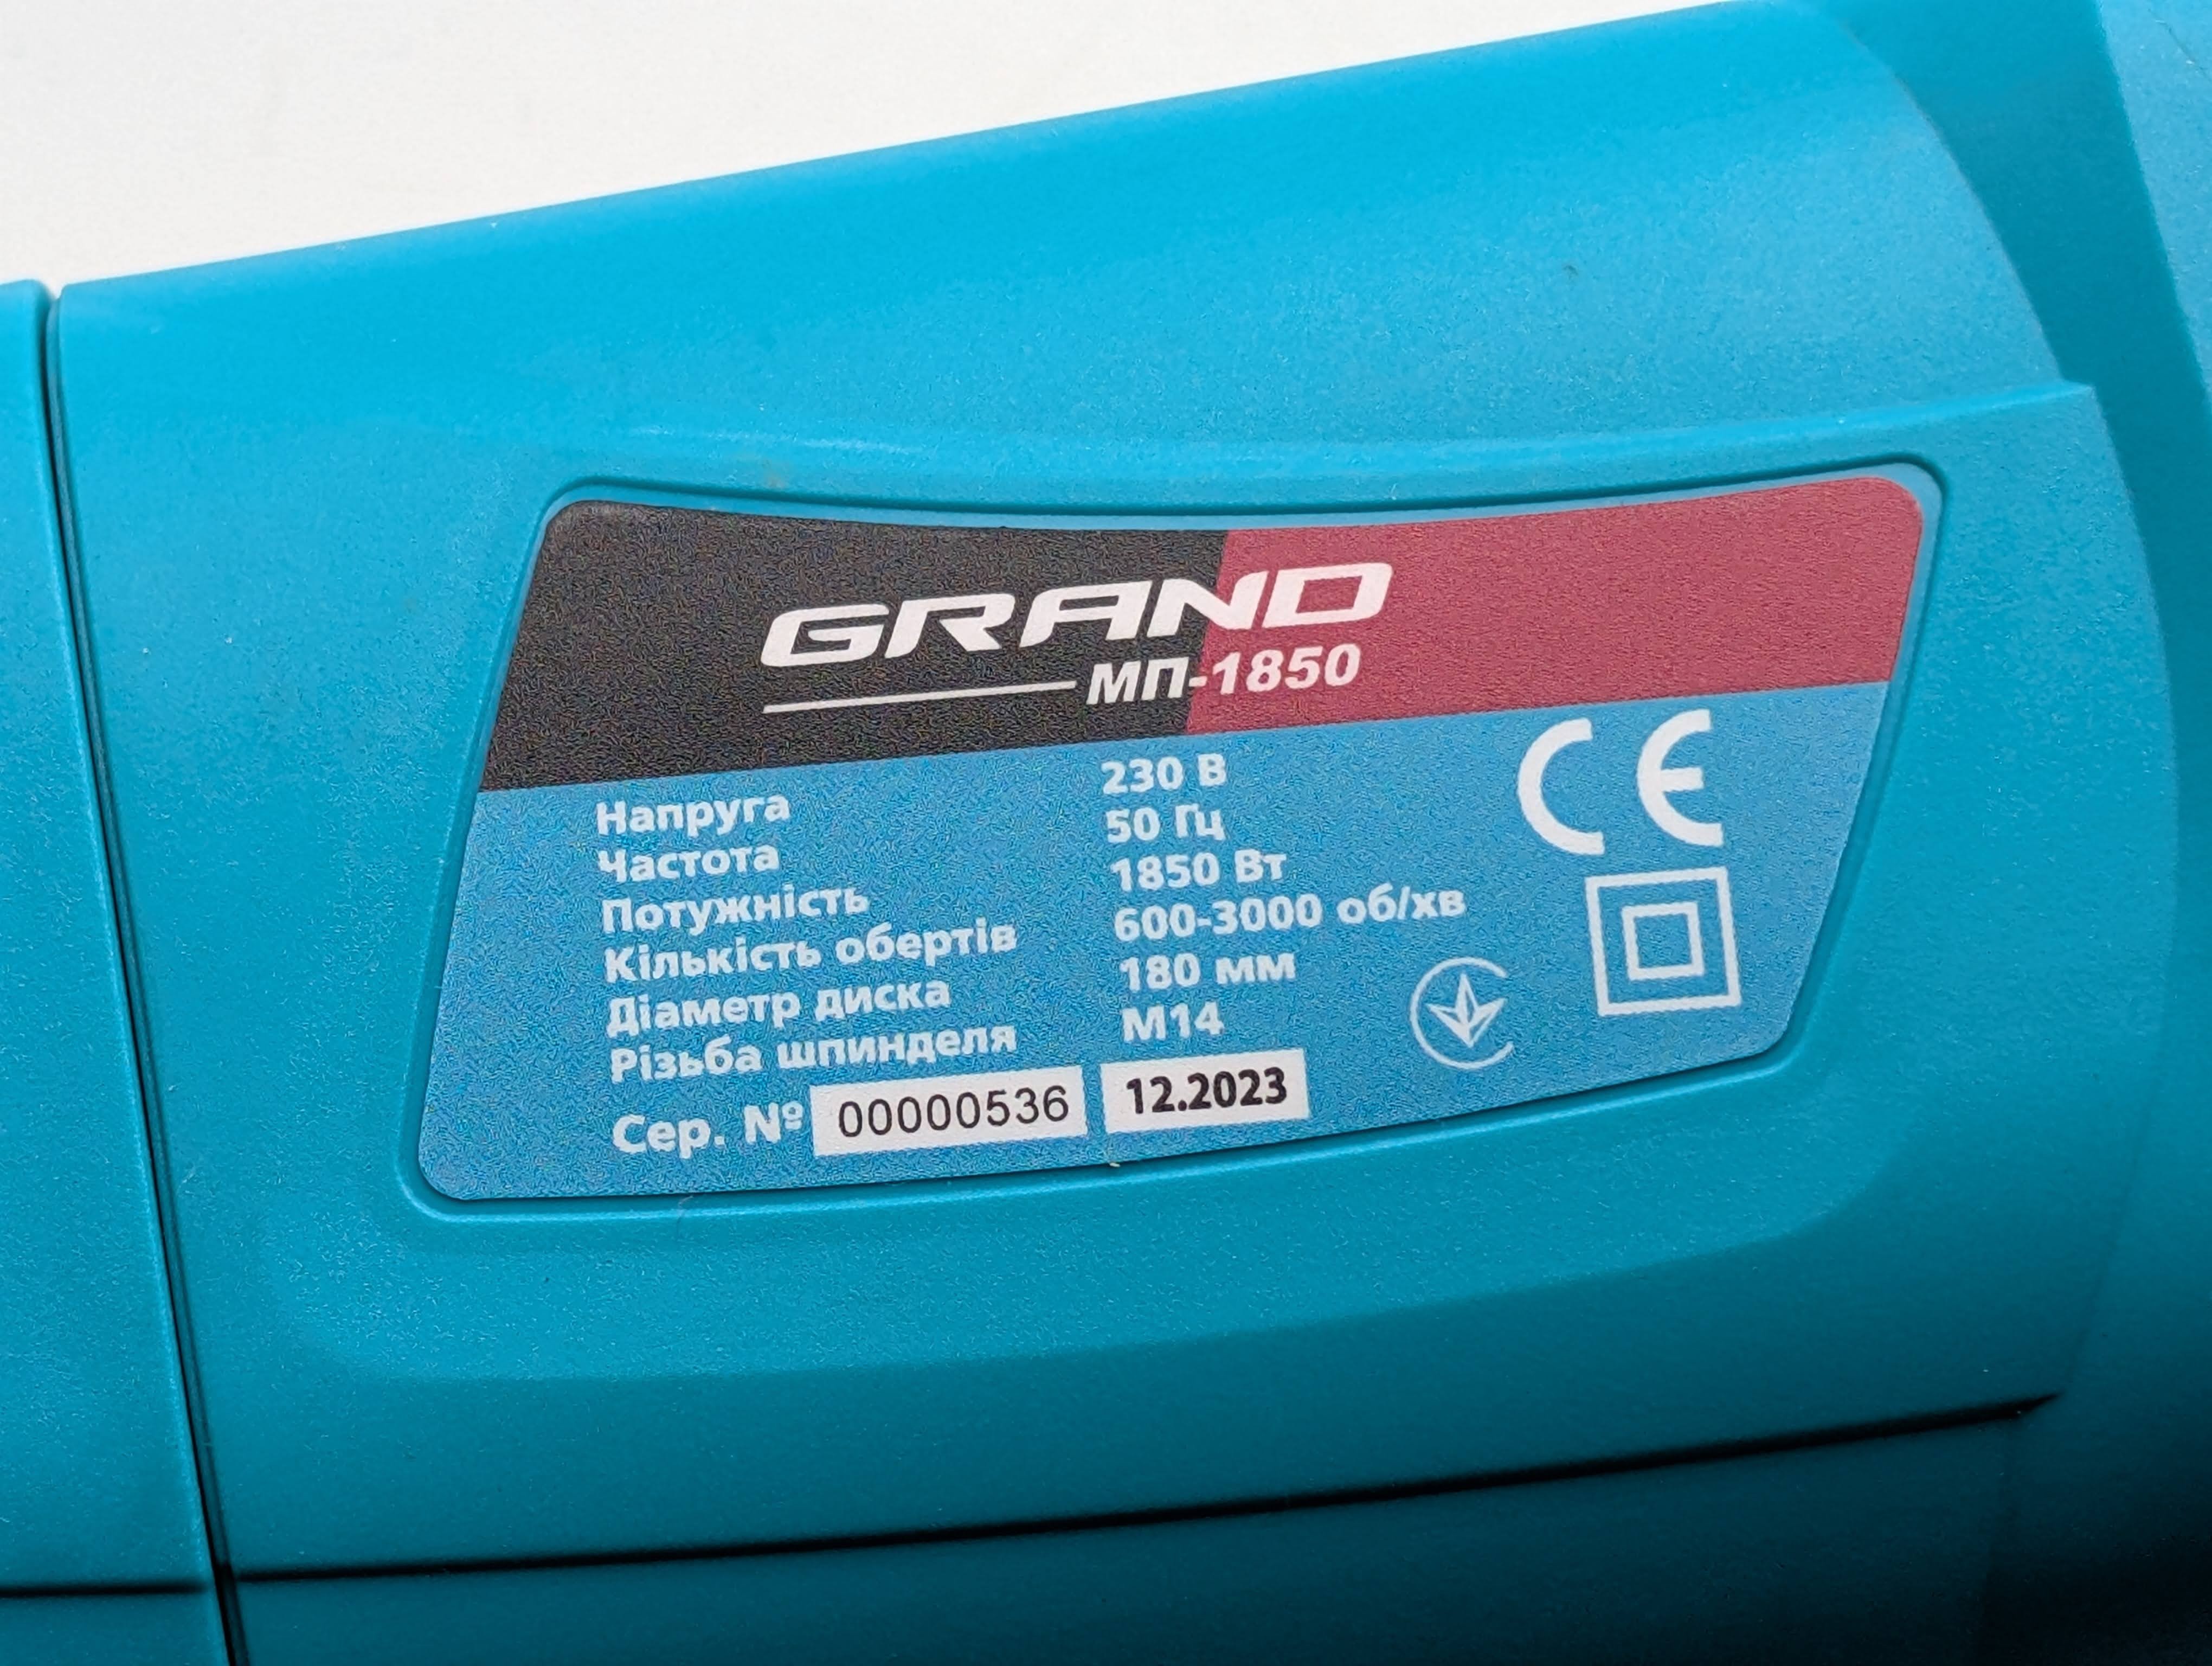 GRAND
МП-1850
Напруга 230 В
Частота 50 Гц
Потужність 1850 Вт
Кількість обертів 600-3000 об/хв
Діаметр диска 180 мм
Різьба шпинделя М14
Сер. № 00000536 12.2023
CE